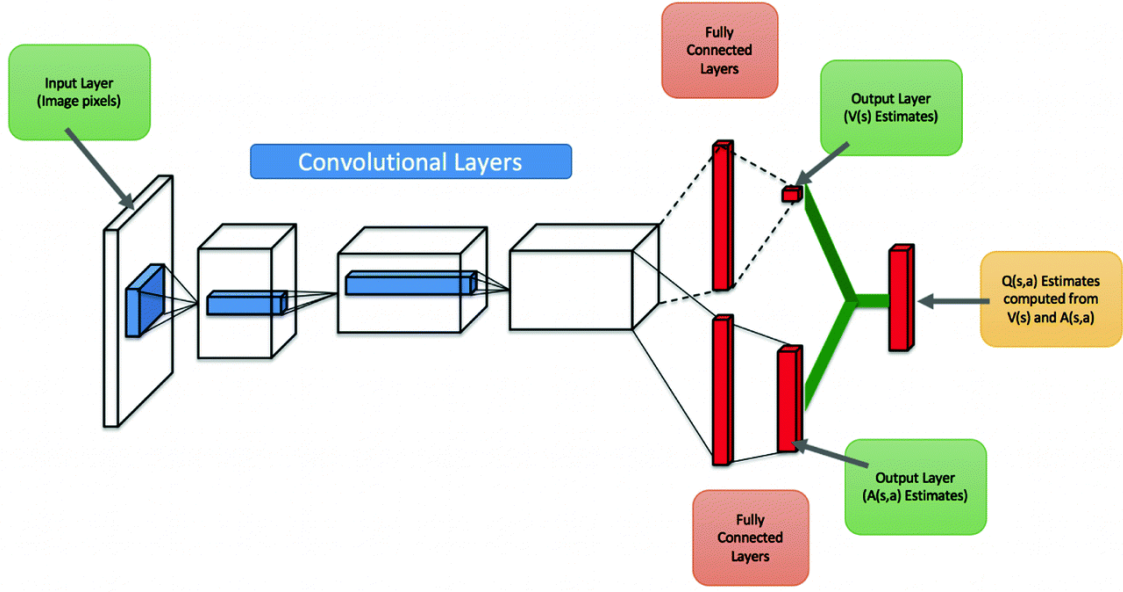 Input Layer
(Image pixels)
Convolutional Layers
Fully
Connected
Layers
Output Layer
(V(s) Estimates)
Q(s,a) Estimates
computed from
V(s) and A(s,a)
Output Layer
(A(s,a) Estimates)
Fully
Connected
Layers